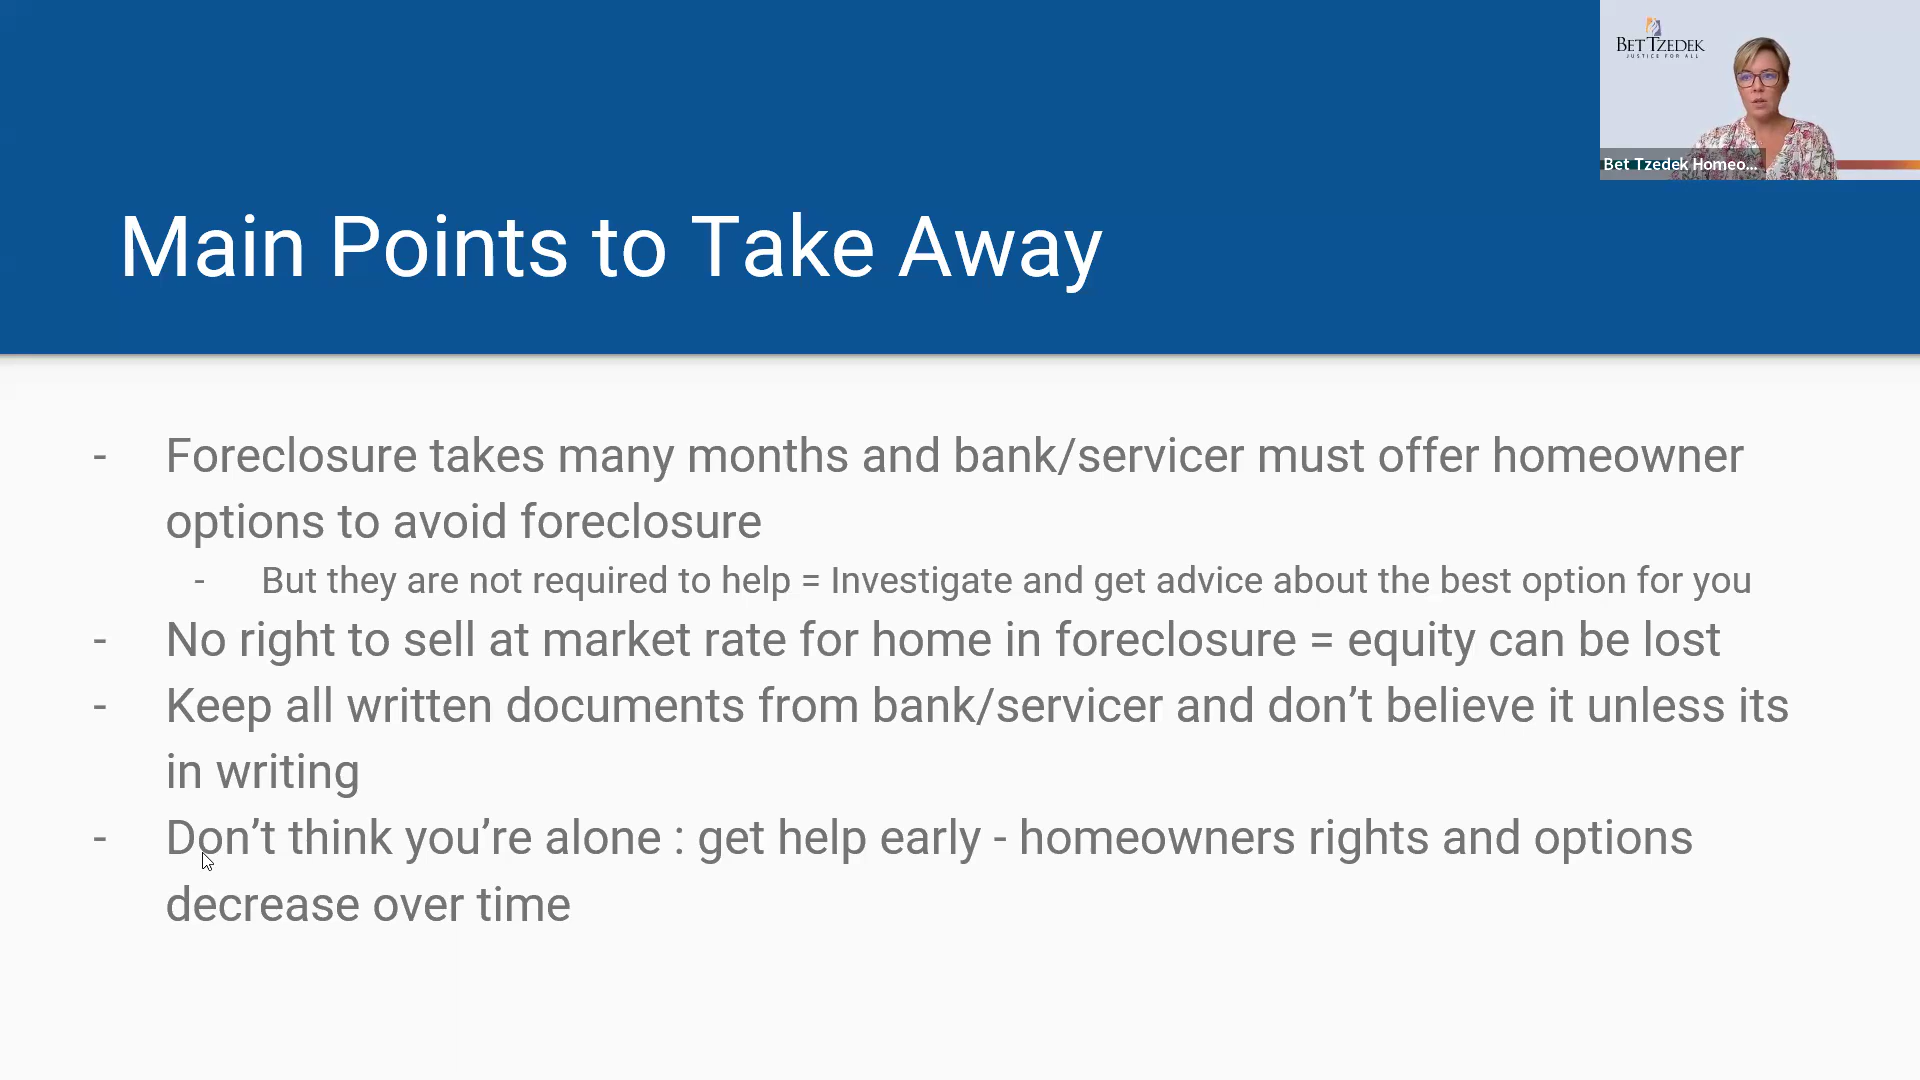 BET TZEDEK
JUSTICE FOR ALL
Bet Tzedek Homeo...
Main Points to Take Away
- Foreclosure takes many months and bank/servicer must offer homeowner
options to avoid foreclosure
- But they are not required to help = Investigate and get advice about the best option for you
- No right to sell at market rate for home in foreclosure = equity can be lost
- Keep all written documents from bank/servicer and don’t believe it unless its
in writing
- Don’t think you’re alone : get help early - homeowners rights and options
decrease over time